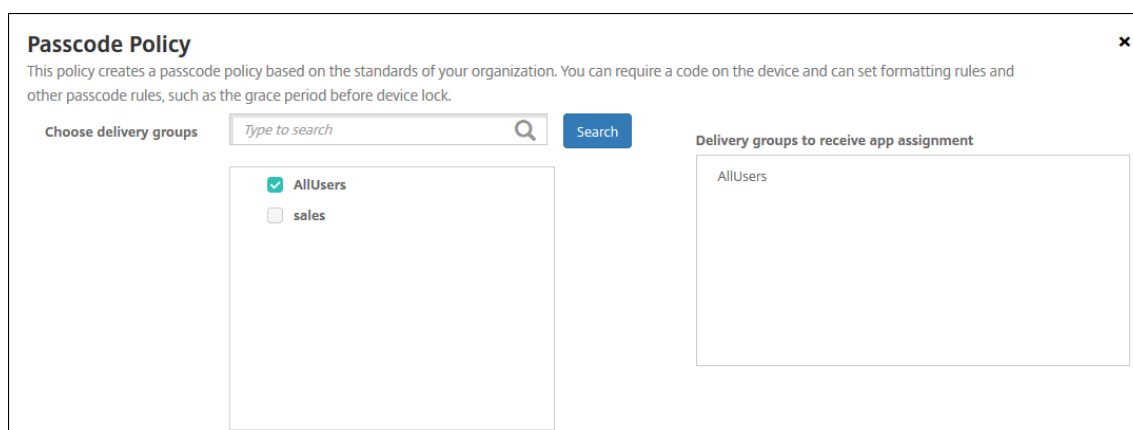 Passcode Policy
This policy creates a passcode policy based on the standards of your organization. You can require a code on the device and can set formatting rules and
other passcode rules, such as the grace period before device lock.
Choose delivery groups
Type to search
Search
AllUsers
sales
Delivery groups to receive app assignment
AllUsers